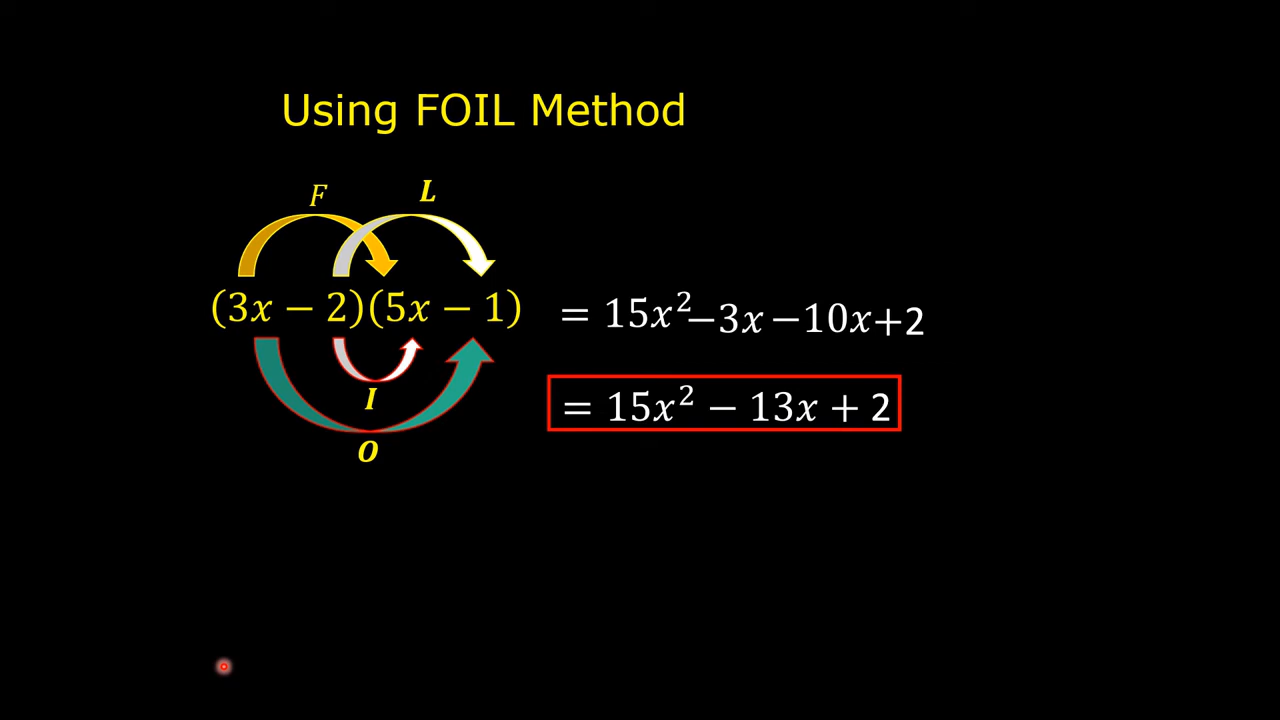 Using FOIL Method
F L
(3x − 2)(5x − 1) = 15x² −3x −10x+2
I
= 15x² − 13x + 2
O